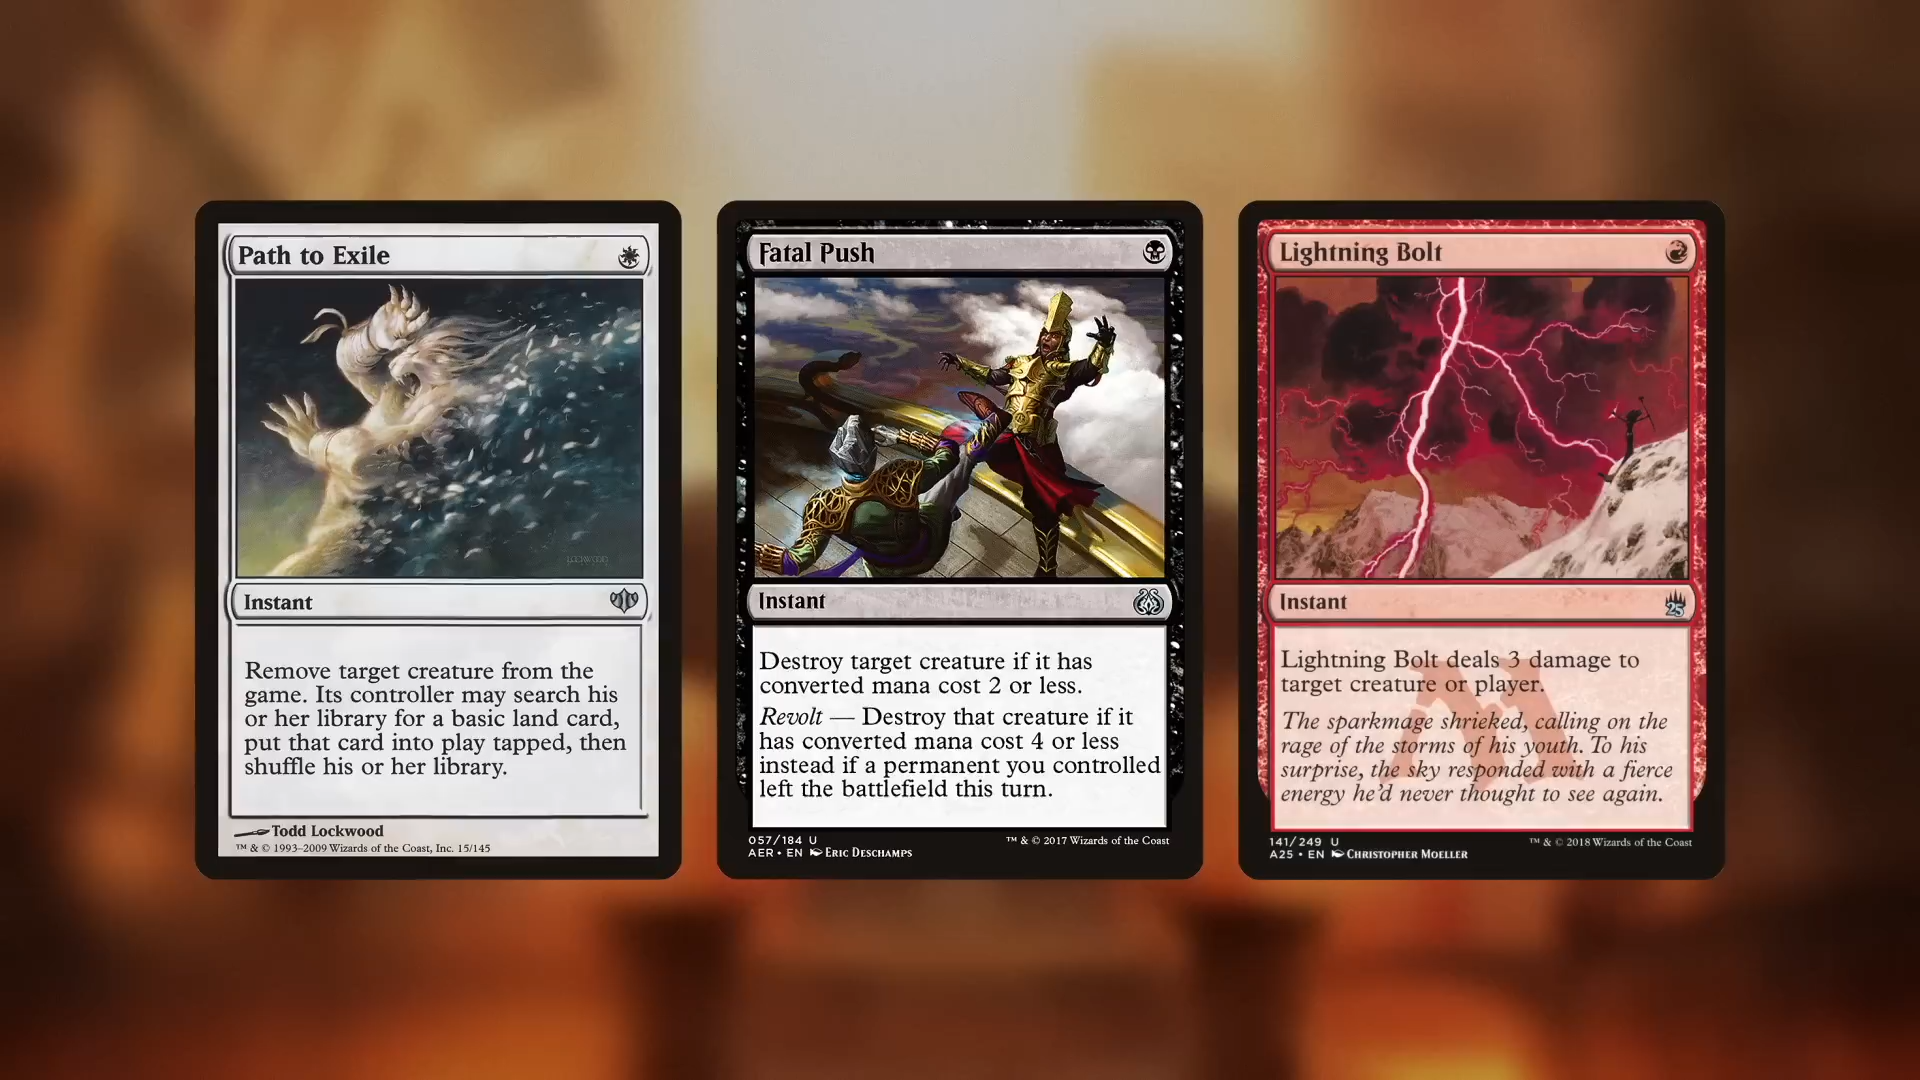 Path to Exile
LOCKWOOD
Instant
Remove target creature from the
game. Its controller may search his
or her library for a basic land card,
put that card into play tapped, then
shuffle his or her library.
Todd Lockwood
™ & © 1993–2009 Wizards of the Coast, Inc. 15/145
Fatal Push
Instant
Destroy target creature if it has
converted mana cost 2 or less.
Revolt — Destroy that creature if it
has converted mana cost 4 or less
instead if a permanent you controlled
left the battlefield this turn.
057/184 U
™ & © 2017 Wizards of the Coast
AER • EN Eric Deschamps
Lightning Bolt
Instant
25
Lightning Bolt deals 3 damage to
target creature or player.
The sparkmage shrieked, calling on the
rage of the storms of his youth. To his
surprise, the sky responded with a fierce
energy he'd never thought to see again.
141/249 U
™ & © 2018 Wizards of the Coast
A25 • EN Christopher Moeller